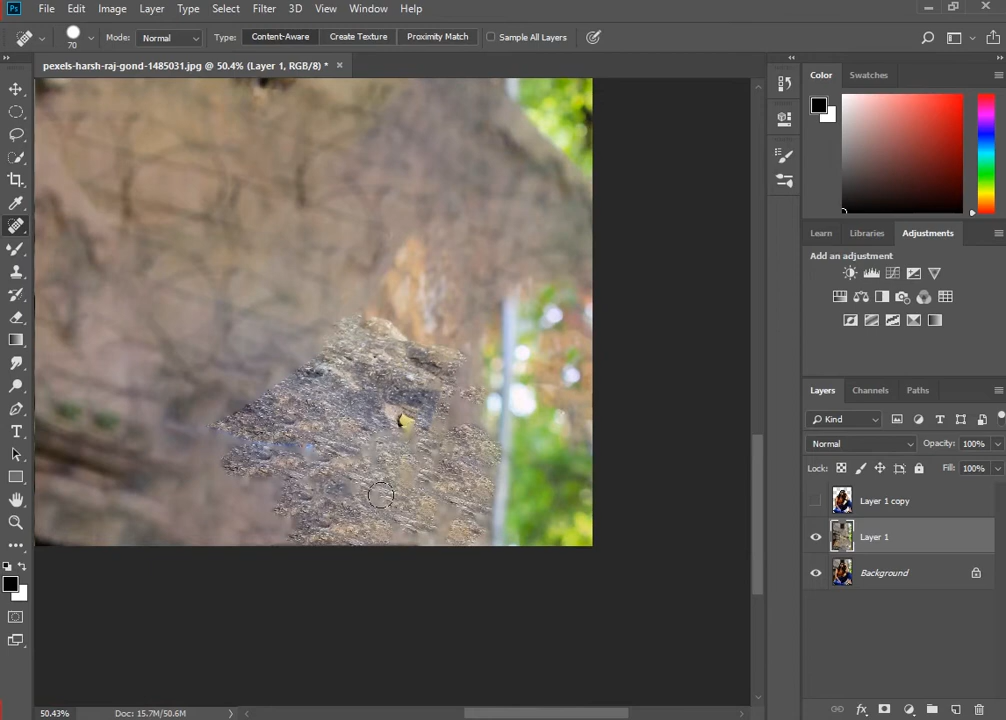 Ps File Edit Image Layer Type Select Filter 3D View Window Help
70 Mode: Normal Type: Content-Aware Create Texture Proximity Match Sample All Layers
pexels-harsh-raj-gond-1485031.jpg @ 50.4% (Layer 1, RGB/8) * ×
Color Swatches
Learn Libraries Adjustments
Add an adjustment
Layers Channels Paths
Kind
Normal Opacity: 100%
Lock: Fill: 100%
Layer 1 copy
Layer 1
Background
T
fx
50.43% Doc: 15.7M/50.6M